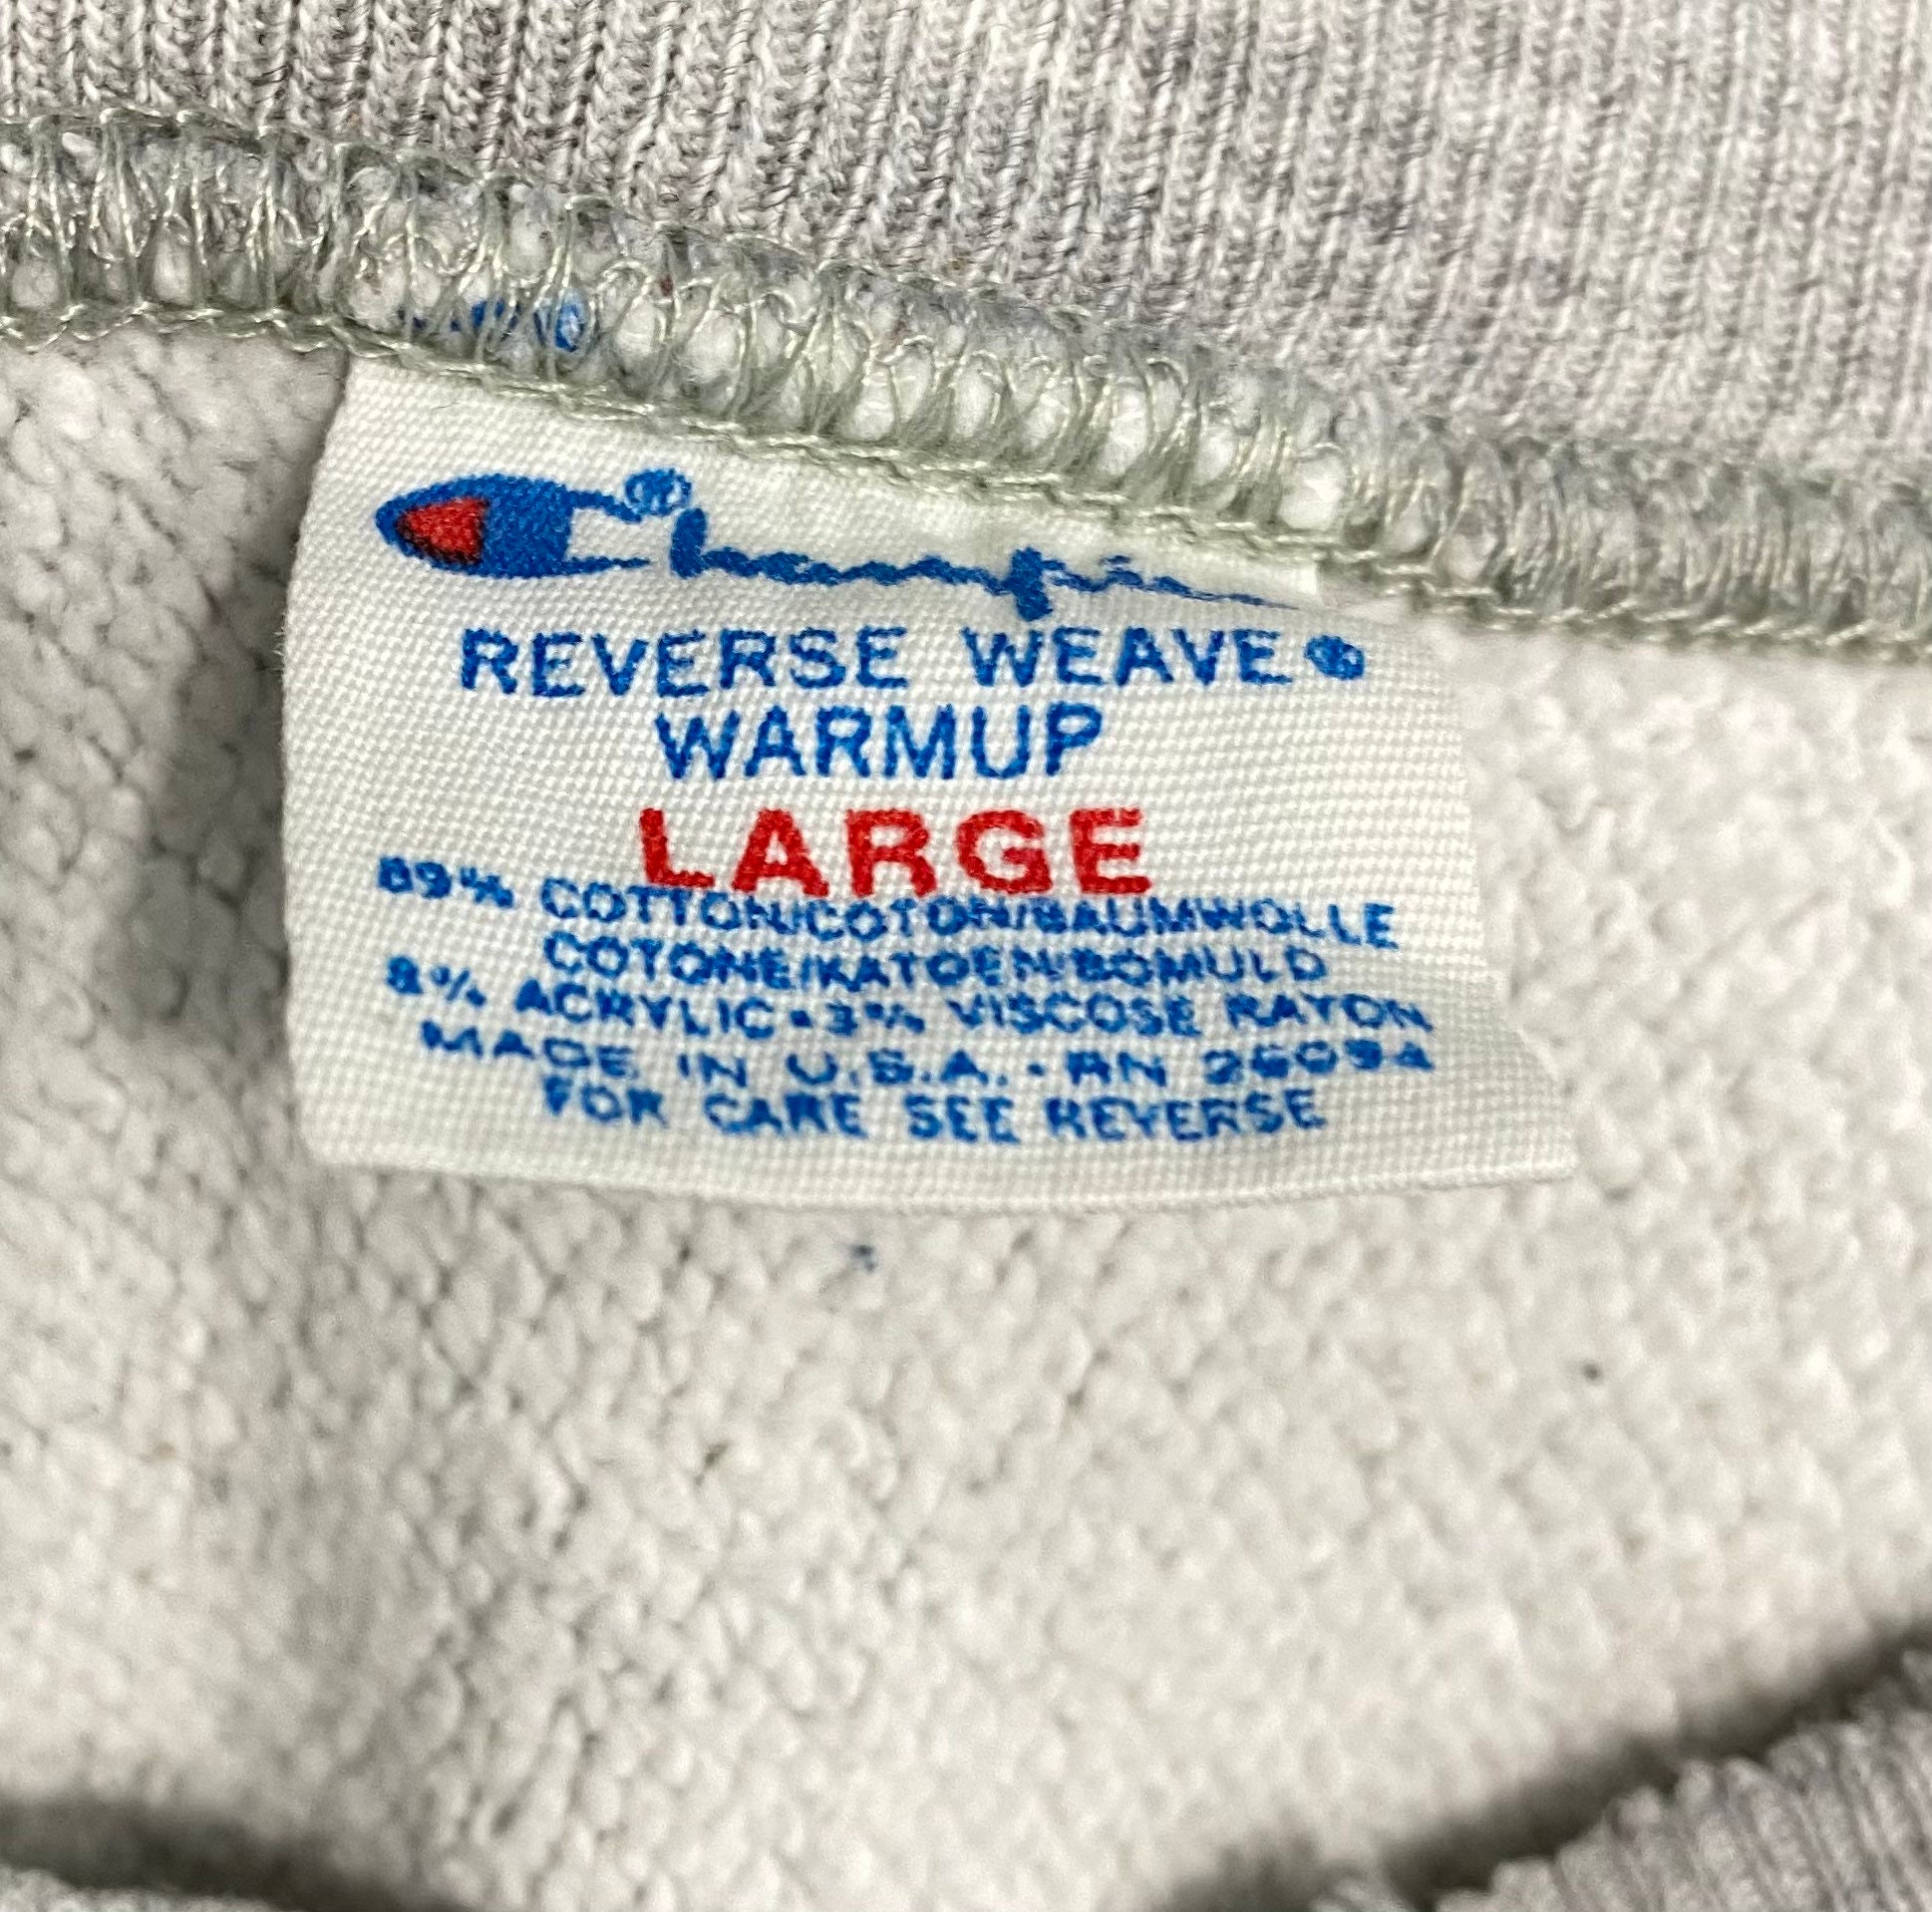 Champion®
REVERSE WEAVE®
WARMUP
LARGE
89% COTTON/COTON/BAUMWOLLE
COTONE/KATOEN/BOMULD
8% ACRYLIC • 3% VISCOSE RAYON
MADE IN U.S.A. - RN 26094
FOR CARE SEE REVERSE